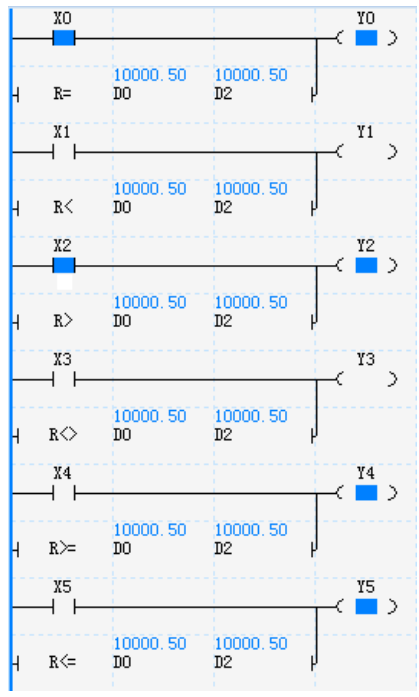 X0 Y0
10000.50 10000.50
R= D0 D2
X1 Y1
10000.50 10000.50
R< D0 D2
X2 Y2
10000.50 10000.50
R> D0 D2
X3 Y3
10000.50 10000.50
R<> D0 D2
X4 Y4
10000.50 10000.50
R>= D0 D2
X5 Y5
10000.50 10000.50
R<= D0 D2